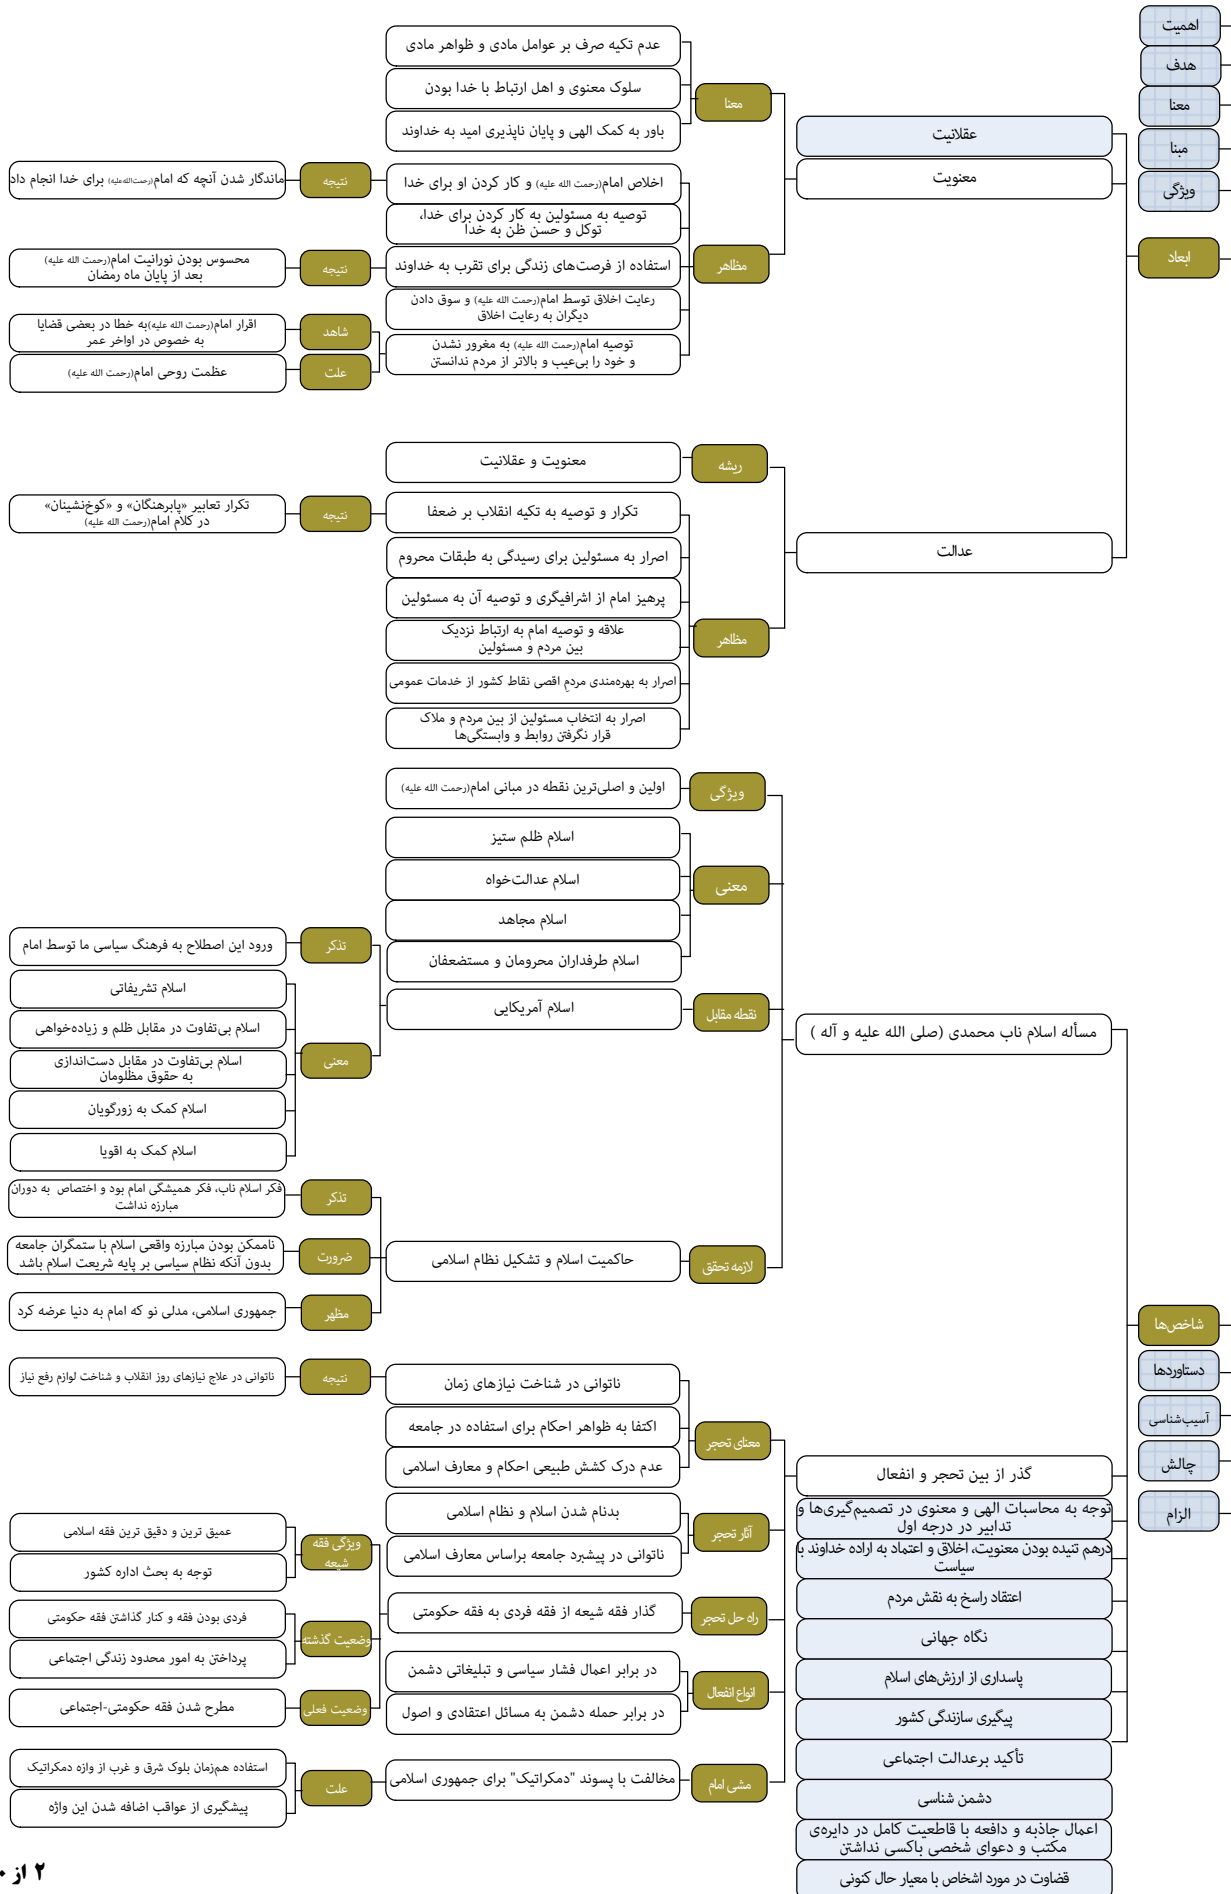 اهمیت
هدف
معنا
مبنا
ویژگی
ابعاد
عقلانیت
معنویت
معنا
عدم تکیه صرف بر عوامل مادی و ظواهر مادی
سلوک معنوی و اهل ارتباط با خدا بودن
باور به کمک الهی و پایان ناپذیری امید به خداوند
مظاهر
اخلاص امام(رحمت الله علیه) و کار کردن او برای خدا
نتیجه
ماندگار شدن آنچه که امام(رحمت‌الله‌علیه) برای خدا انجام داد
توصیه به مسئولین به کار کردن برای خدا،
توکل و حسن ظن به خدا
استفاده از فرصت‌های زندگی برای تقرب به خداوند
نتیجه
محسوس بودن نورانیت امام(رحمت الله علیه)
بعد از پایان ماه رمضان
رعایت اخلاق توسط امام(رحمت الله علیه) و سوق دادن
دیگران به رعایت اخلاق
توصیه امام(رحمت الله علیه) به مغرور نشدن
و خود را بی‌عیب و بالاتر از مردم ندانستن
شاهد
اقرار امام(رحمت الله علیه)به خطا در بعضی قضایا
به خصوص در اواخر عمر
علت
عظمت روحی امام(رحمت الله علیه)
عدالت
ریشه
معنویت و عقلانیت
مظاهر
تکرار و توصیه به تکیه انقلاب بر ضعفا
نتیجه
تکرار تعابیر «پابرهنگان» و «کوخ‌نشینان»
در کلام امام(رحمت الله علیه)
اصرار به مسئولین برای رسیدگی به طبقات محروم
پرهیز امام از اشرافیگری و توصیه آن به مسئولین
علاقه و توصیه امام به ارتباط نزدیک
بین مردم و مسئولین
اصرار به بهره‌مندی مردمِ اقصی نقاط کشور از خدمات عمومی
اصرار به انتخاب مسئولین از بین مردم و ملاک
قرار نگرفتن روابط و وابستگی‌ها
شاخص‌ها
مسأله اسلام ناب محمدی (صلی الله علیه و آله )
ویژگی
اولین و اصلی‌ترین نقطه در مبانی امام(رحمت الله علیه)
معنی
اسلام ظلم ستیز
اسلام عدالت‌خواه
اسلام مجاهد
اسلام طرفداران محرومان و مستضعفان
نقطه مقابل
اسلام آمریکایی
تذکر
ورود این اصطلاح به فرهنگ سیاسی ما توسط امام
معنی
اسلام تشریفاتی
اسلام بی‌تفاوت در مقابل ظلم و زیاده‌خواهی
اسلام بی‌تفاوت در مقابل دست‌اندازی
به حقوق مظلومان
اسلام کمک به زورگویان
اسلام کمک به اقویا
لازمه تحقق
حاکمیت اسلام و تشکیل نظام اسلامی
تذکر
فکر اسلام ناب، فکر همیشگی امام بود و اختصاص به دوران
مبارزه نداشت
ضرورت
ناممکن بودن مبارزه واقعی اسلام با ستمگران جامعه
بدون آنکه نظام سیاسی بر پایه شریعت اسلام باشد
مظهر
جمهوری اسلامی، مدلی نو که امام به دنیا عرضه کرد
گذر از بین تحجر و انفعال
معنای تحجر
ناتوانی در شناخت نیازهای زمان
نتیجه
ناتوانی در علاج نیازهای روز انقلاب و شناخت لوازم رفع نیاز
اکتفا به ظواهر احکام برای استفاده در جامعه
عدم درک کشش طبیعی احکام و معارف اسلامی
آثار تحجر
بدنام شدن اسلام و نظام اسلامی
ناتوانی در پیشبرد جامعه براساس معارف اسلامی
راه حل تحجر
گذار فقه شیعه از فقه فردی به فقه حکومتی
ویژگی فقه
شیعه
عمیق ترین و دقیق ترین فقه اسلامی
توجه به بحث اداره کشور
وضعیت گذشته
فردی بودن فقه و کنار گذاشتن فقه حکومتی
پرداختن به امور محدود زندگی اجتماعی
وضعیت فعلی
مطرح شدن فقه حکومتی-اجتماعی
انواع انفعال
در برابر اعمال فشار سیاسی و تبلیغاتی دشمن
در برابر حمله دشمن به مسائل اعتقادی و اصول
مشی امام
مخالفت با پسوند "دمکراتیک" برای جمهوری اسلامی
علت
استفاده هم‌زمان بلوک شرق و غرب از وازه دمکراتیک
پیشگیری از عواقب اضافه شدن این واژه
توجه به محاسبات الهی و معنوی در تصمیم‌گیری‌ها و
تدابیر در درجه اول
درهم تنیده بودن معنویت، اخلاق و اعتماد به اراده خداوند با
سیاست
اعتقاد راسخ به نقش مردم
نگاه جهانی
پاسداری از ارزش‌های اسلام
پیگیری سازندگی کشور
تأکید برعدالت اجتماعی
دشمن شناسی
اعمال جاذبه و دافعه با قاطعیت کامل در دایره‌ی
مکتب و دعوای شخصی باکسی نداشتن
قضاوت در مورد اشخاص با معیار حال کنونی
دستاوردها
آسیب‌شناسی
چالش
الزام
۲ از